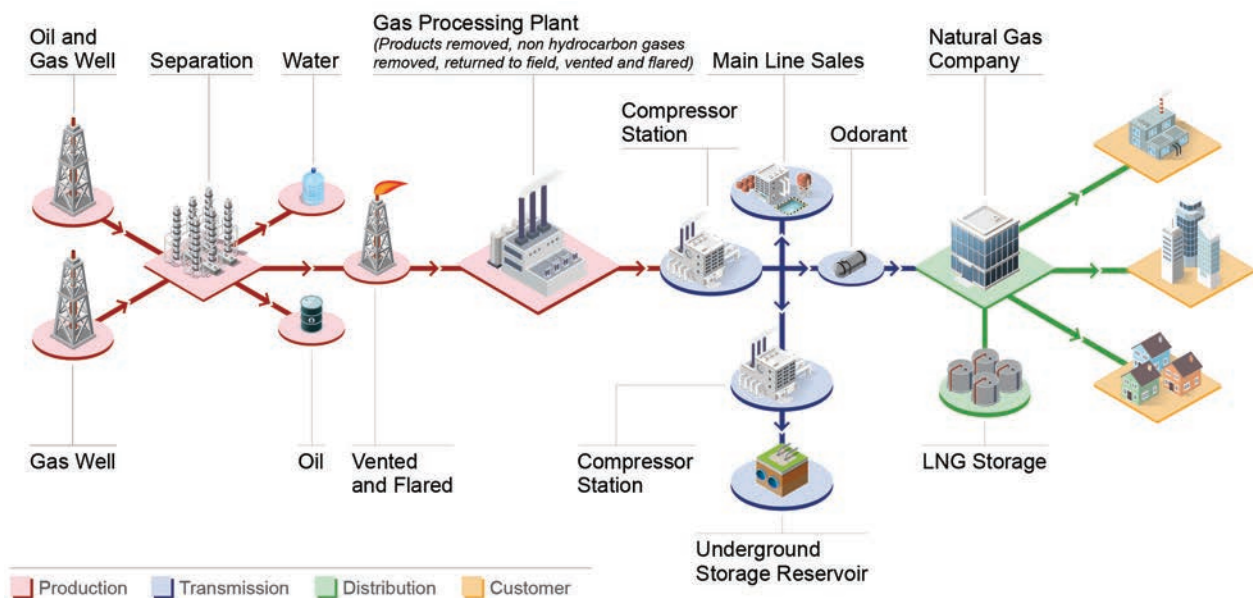 Oil and
Gas Well
Separation
Water
Gas Processing Plant
(Products removed, non hydrocarbon gases
removed, returned to field, vented and flared)
Main Line Sales
Natural Gas
Company
Compressor
Station
Odorant
Gas Well
Oil
Vented
and Flared
Compressor
Station
LNG Storage
Underground
Storage Reservoir
Production
Transmission
Distribution
Customer